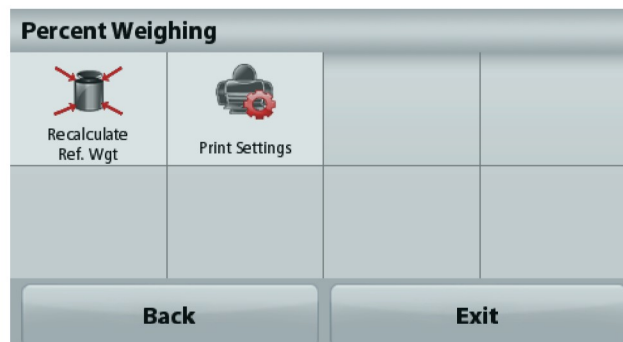 Percent Weighing
Recalculate
Ref. Wgt
Print Settings
Back
Exit